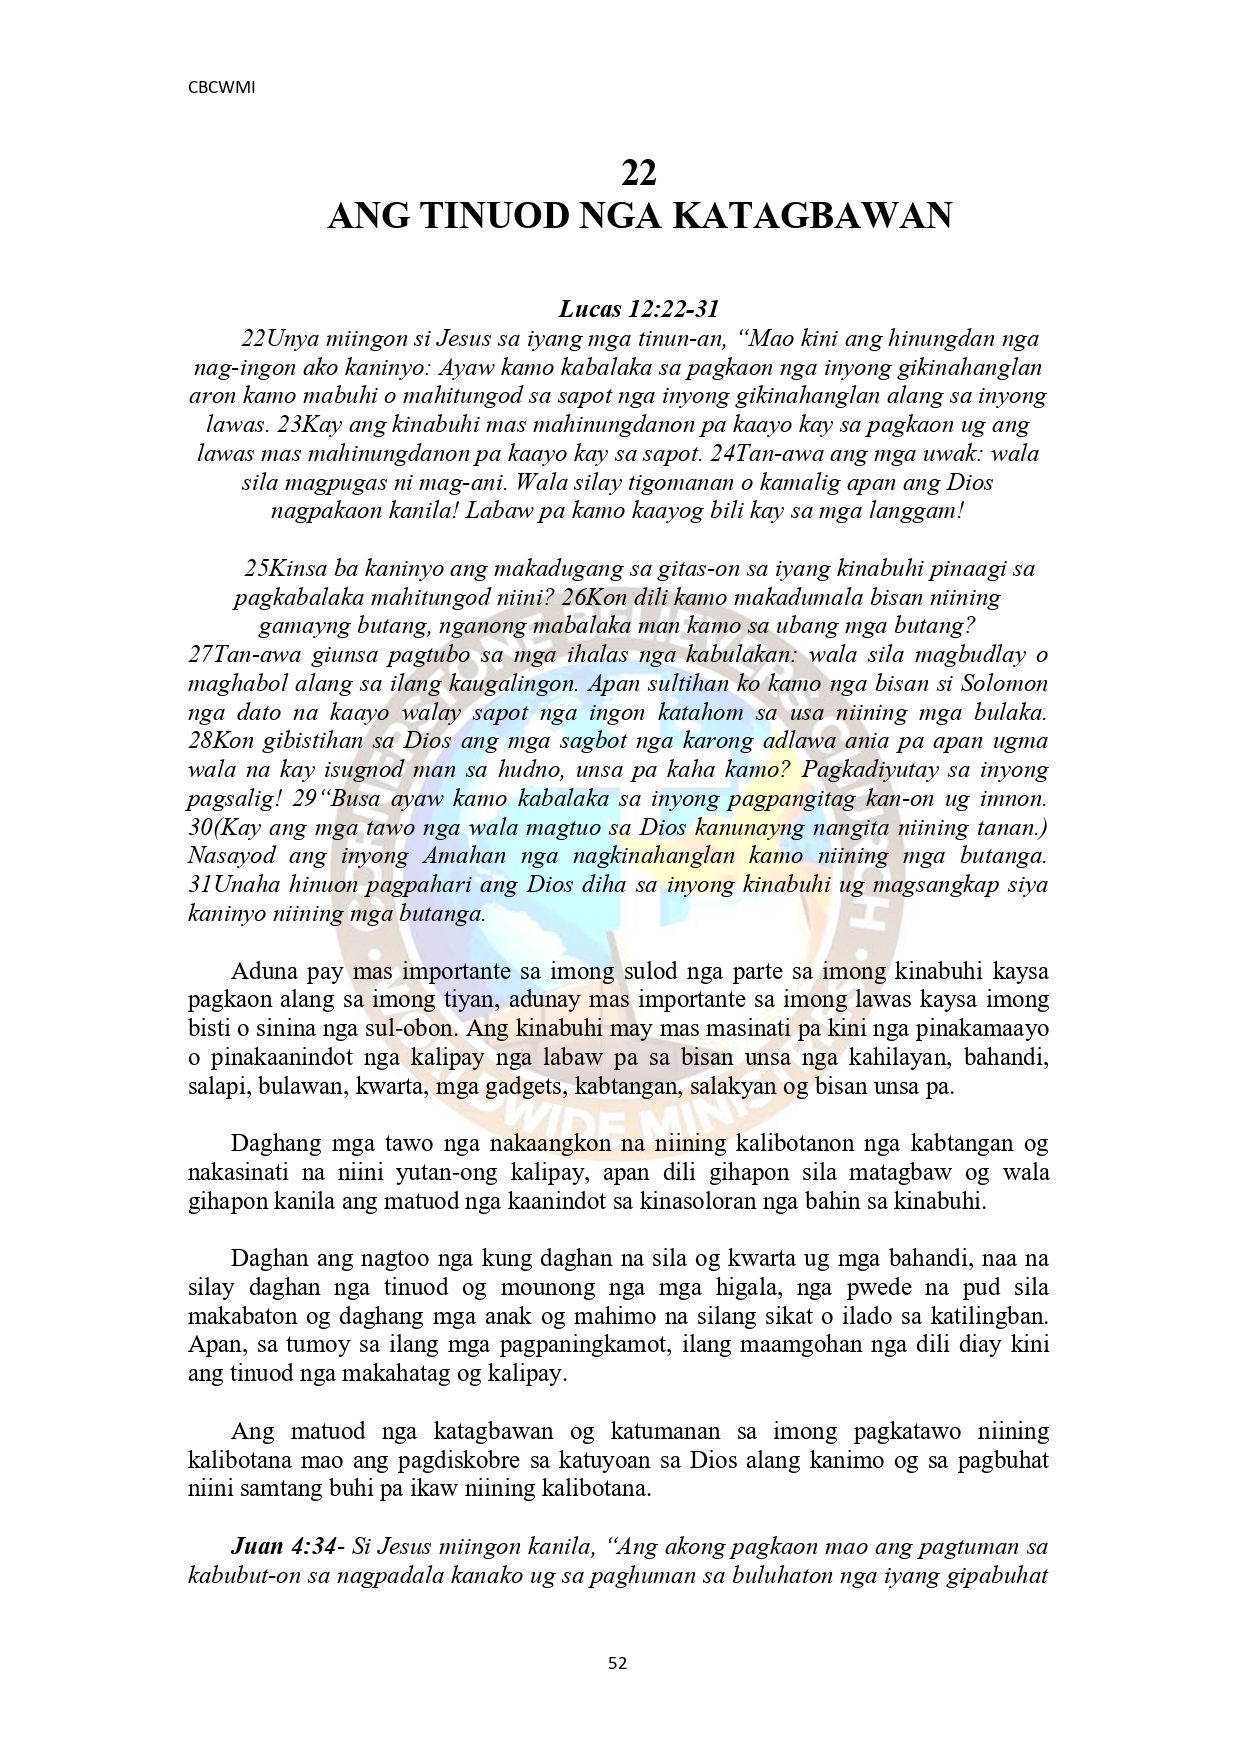 CBCWMI
22
ANG TINUOD NGA KATAGBAWAN
Lucas 12:22-31
22Unya miingon si Jesus sa iyang mga tinun-an, “Mao kini ang hinungdan nga
nag-ingon ako kaninyo: Ayaw kamo kabalaka sa pagkaon nga inyong gikinahanglan
aron kamo mabuhi o mahitungod sa sapot nga inyong gikinahanglan alang sa inyong
lawas. 23Kay ang kinabuhi mas mahinungdanon pa kaayo kay sa pagkaon ug ang
lawas mas mahinungdanon pa kaayo kay sa sapot. 24Tan-awa ang mga uwak: wala
sila magpugas ni mag-ani. Wala silay tigomanan o kamalig apan ang Dios
nagpakaon kanila! Labaw pa kamo kaayog bili kay sa mga langgam!
25Kinsa ba kaninyo ang makadugang sa gitas-on sa iyang kinabuhi pinaagi sa
pagkabalaka mahitungod niini? 26Kon dili kamo makadumala bisan niining
gamayng butang, nganong mabalaka man kamo sa ubang mga butang?
27Tan-awa giunsa pagtubo sa mga ihalas nga kabulakan: wala sila magbudlay o
maghabol alang sa ilang kaugalingon. Apan sultihan ko kamo nga bisan si Solomon
nga dato na kaayo walay sapot nga ingon katahom sa usa niining mga bulaka.
28Kon gibistihan sa Dios ang mga sagbot nga karong adlawa ania pa apan ugma
wala na kay isugnod man sa hudno, unsa pa kaha kamo? Pagkadiyutay sa inyong
pagsalig! 29“Busa ayaw kamo kabalaka sa inyong pagpangitag kan-on ug imnon.
30(Kay ang mga tawo nga wala magtuo sa Dios kanunayng nangita niining tanan.)
Nasayod ang inyong Amahan nga nagkinahanglan kamo niining mga butanga.
31Unaha hinuon pagpahari ang Dios diha sa inyong kinabuhi ug magsangkap siya
kaninyo niining mga butanga.
Aduna pay mas importante sa imong sulod nga parte sa imong kinabuhi kaysa
pagkaon alang sa imong tiyan, adunay mas importante sa imong lawas kaysa imong
bisti o sinina nga sul-obon. Ang kinabuhi may mas masinati pa kini nga pinakamaayo
o pinakaanindot nga kalipay nga labaw pa sa bisan unsa nga kahilayan, bahandi,
salapi, bulawan, kwarta, mga gadgets, kabtangan, salakyan og bisan unsa pa.
Daghang mga tawo nga nakaangkon na niining kalibotanon nga kabtangan og
nakasinati na niini yutan-ong kalipay, apan dili gihapon sila matagbaw og wala
gihapon kanila ang matuod nga kaanindot sa kinasoloran nga bahin sa kinabuhi.
Daghan ang nagtoo nga kung daghan na sila og kwarta ug mga bahandi, naa na
silay daghan nga tinuod og mounong nga mga higala, nga pwede na pud sila
makabaton og daghang mga anak og mahimo na silang sikat o ilado sa katilingban.
Apan, sa tumoy sa ilang mga pagpaningkamot, ilang maamgohan nga dili diay kini
ang tinuod nga makahatag og kalipay.
Ang matuod nga katagbawan og katumanan sa imong pagkatawo niining
kalibotana mao ang pagdiskobre sa katuyoan sa Dios alang kanimo og sa pagbuhat
niini samtang buhi pa ikaw niining kalibotana.
Juan 4:34- Si Jesus miingon kanila, “Ang akong pagkaon mao ang pagtuman sa
kabubut-on sa nagpadala kanako ug sa paghuman sa buluhaton nga iyang gipabuhat
52
CORNERSTONE BELIEVERS CHURCH
WORLDWIDE MINISTRIES